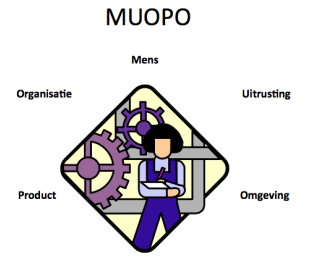 MUOPO
Mens
Organisatie
Uitrusting
Product
Omgeving